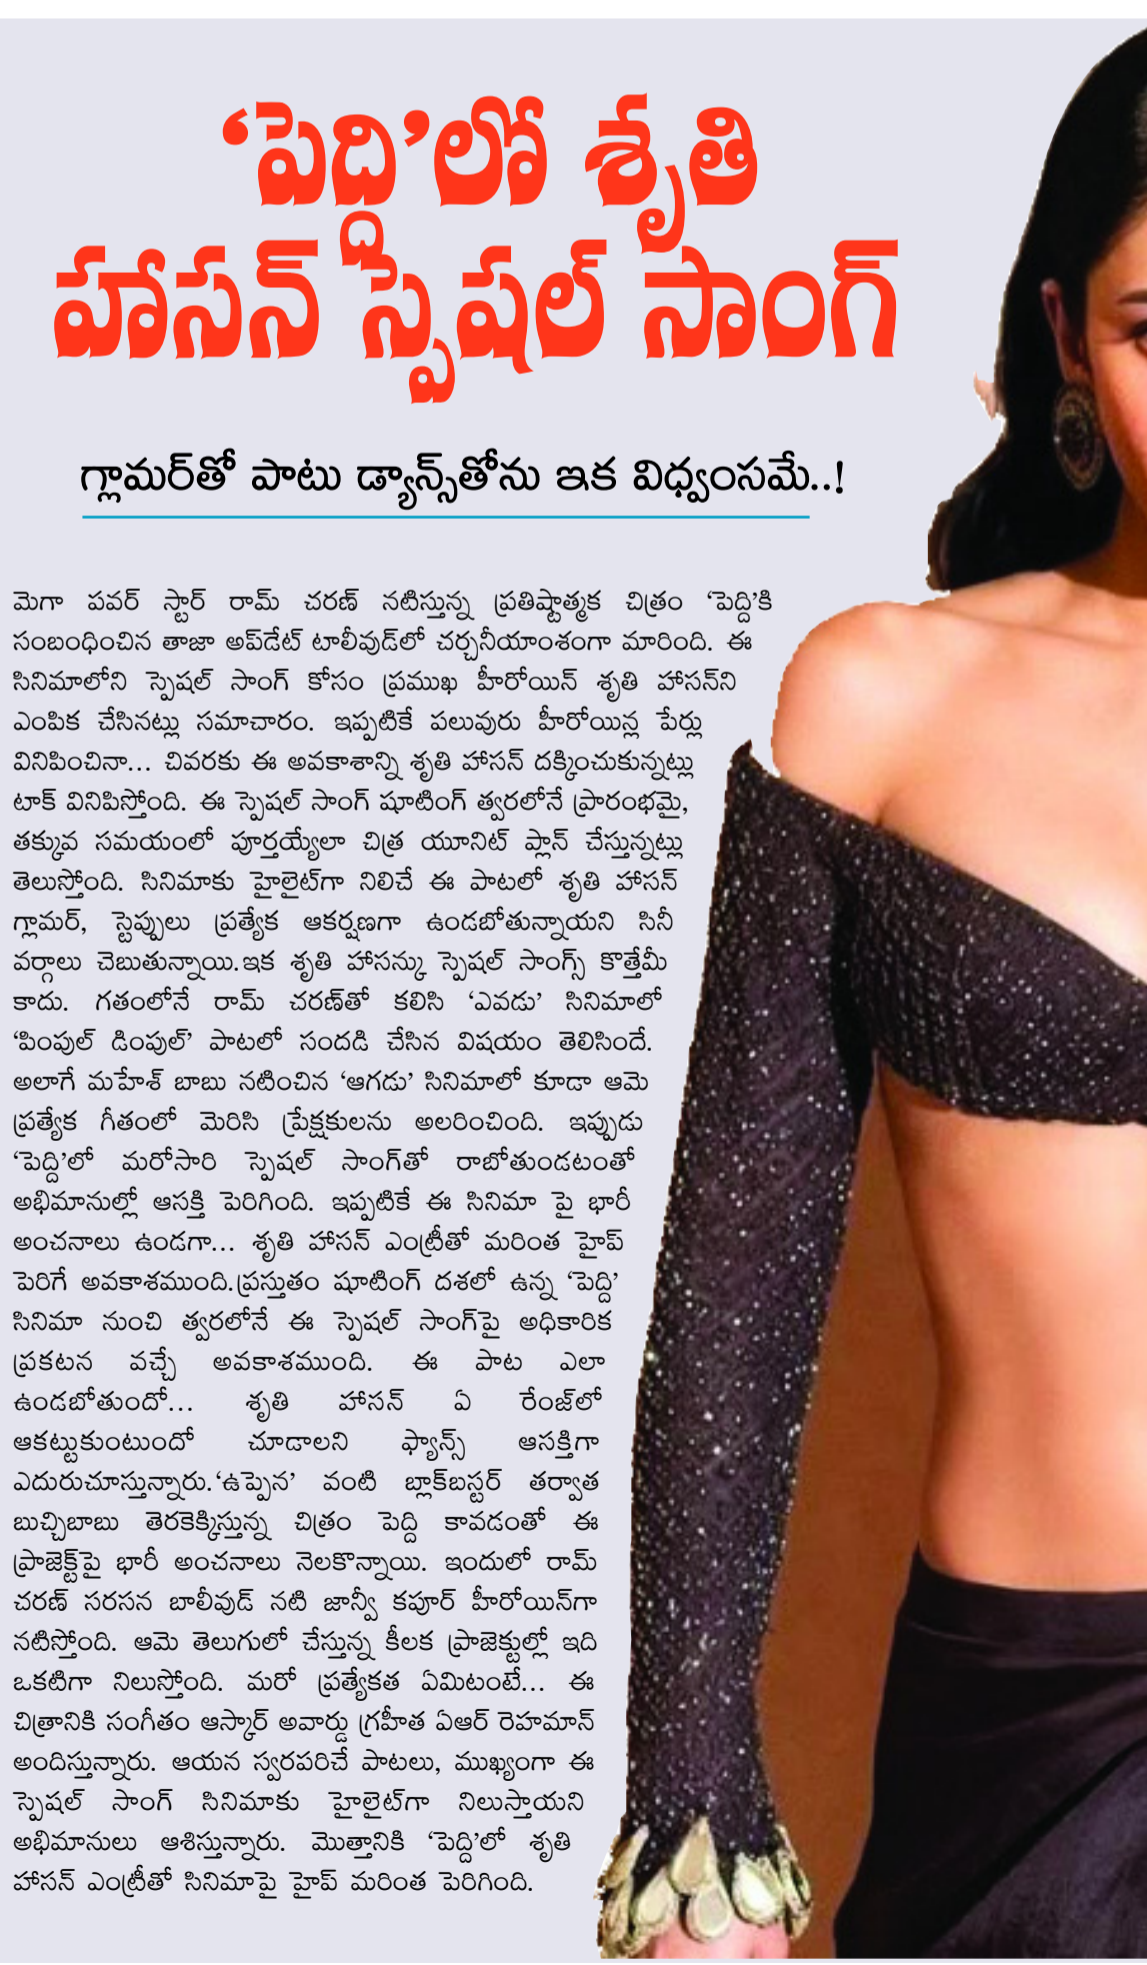 ‘పెద్ది’లో శృతి
హాసన్ స్పెషల్ సాంగ్
గ్లామర్‌తో పాటు డ్యాన్స్‌తోను ఇక విధ్వంసమే..!
మెగా పవర్ స్టార్ రామ్ చరణ్ నటిస్తున్న ప్రతిష్టాత్మక చిత్రం ‘పెద్ది’కి
సంబంధించిన తాజా అప్‌డేట్ టాలీవుడ్‌లో చర్చనీయాంశంగా మారింది. ఈ
సినిమాలోని స్పెషల్ సాంగ్ కోసం ప్రముఖ హీరోయిన్ శృతి హాసన్‌ని
ఎంపిక చేసినట్లు సమాచారం. ఇప్పటికే పలువురు హీరోయిన్ల పేర్లు
వినిపించినా... చివరకు ఈ అవకాశాన్ని శృతి హాసన్ దక్కించుకున్నట్లు
టాక్ వినిపిస్తోంది. ఈ స్పెషల్ సాంగ్ షూటింగ్ త్వరలోనే ప్రారంభమై,
తక్కువ సమయంలో పూర్తయ్యేలా చిత్ర యూనిట్ ప్లాన్ చేస్తున్నట్లు
తెలుస్తోంది. సినిమాకు హైలైట్‌గా నిలిచే ఈ పాటలో శృతి హాసన్
గ్లామర్, స్టెప్పులు ప్రత్యేక ఆకర్షణగా ఉండబోతున్నాయని సినీ
వర్గాలు చెబుతున్నాయి.ఇక శృతి హాసన్కు స్పెషల్ సాంగ్స్ కొత్తేమీ
కాదు. గతంలోనే రామ్ చరణ్‌తో కలిసి ‘ఎవడు’ సినిమాలో
‘పింపుల్ డింపుల్’ పాటలో సందడి చేసిన విషయం తెలిసిందే.
అలాగే మహేశ్ బాబు నటించిన ‘ఆగడు’ సినిమాలో కూడా ఆమె
ప్రత్యేక గీతంలో మెరిసి ప్రేక్షకులను అలరించింది. ఇప్పుడు
‘పెద్ది’లో మరోసారి స్పెషల్ సాంగ్‌తో రాబోతుండటంతో
అభిమానుల్లో ఆసక్తి పెరిగింది. ఇప్పటికే ఈ సినిమా పై భారీ
అంచనాలు ఉండగా... శృతి హాసన్ ఎంట్రీతో మరింత హైప్
పెరిగే అవకాశముంది.ప్రస్తుతం షూటింగ్ దశలో ఉన్న ‘పెద్ది’
సినిమా నుంచి త్వరలోనే ఈ స్పెషల్ సాంగ్‌పై అధికారిక
ప్రకటన వచ్చే అవకాశముంది. ఈ పాట ఎలా
ఉండబోతుందో... శృతి హాసన్ ఏ రేంజ్‌లో
ఆకట్టుకుంటుందో చూడాలని ఫ్యాన్స్ ఆసక్తిగా
ఎదురుచూస్తున్నారు.‘ఉప్పెన’ వంటి బ్లాక్‌బస్టర్ తర్వాత
బుచ్చిబాబు తెరకెక్కిస్తున్న చిత్రం పెద్ది కావడంతో ఈ
ప్రాజెక్ట్‌పై భారీ అంచనాలు నెలకొన్నాయి. ఇందులో రామ్
చరణ్ సరసన బాలీవుడ్ నటి జాన్వీ కపూర్ హీరోయిన్‌గా
నటిస్తోంది. ఆమె తెలుగులో చేస్తున్న కీలక ప్రాజెక్టుల్లో ఇది
ఒకటిగా నిలుస్తోంది. మరో ప్రత్యేకత ఏమిటంటే... ఈ
చిత్రానికి సంగీతం ఆస్కార్ అవార్డు గ్రహీత ఏఆర్ రెహమాన్
అందిస్తున్నారు. ఆయన స్వరపరిచే పాటలు, ముఖ్యంగా ఈ
స్పెషల్ సాంగ్ సినిమాకు హైలైట్‌గా నిలుస్తాయని
అభిమానులు ఆశిస్తున్నారు. మొత్తానికి ‘పెద్ది’లో శృతి
హాసన్ ఎంట్రీతో సినిమాపై హైప్ మరింత పెరిగింది.